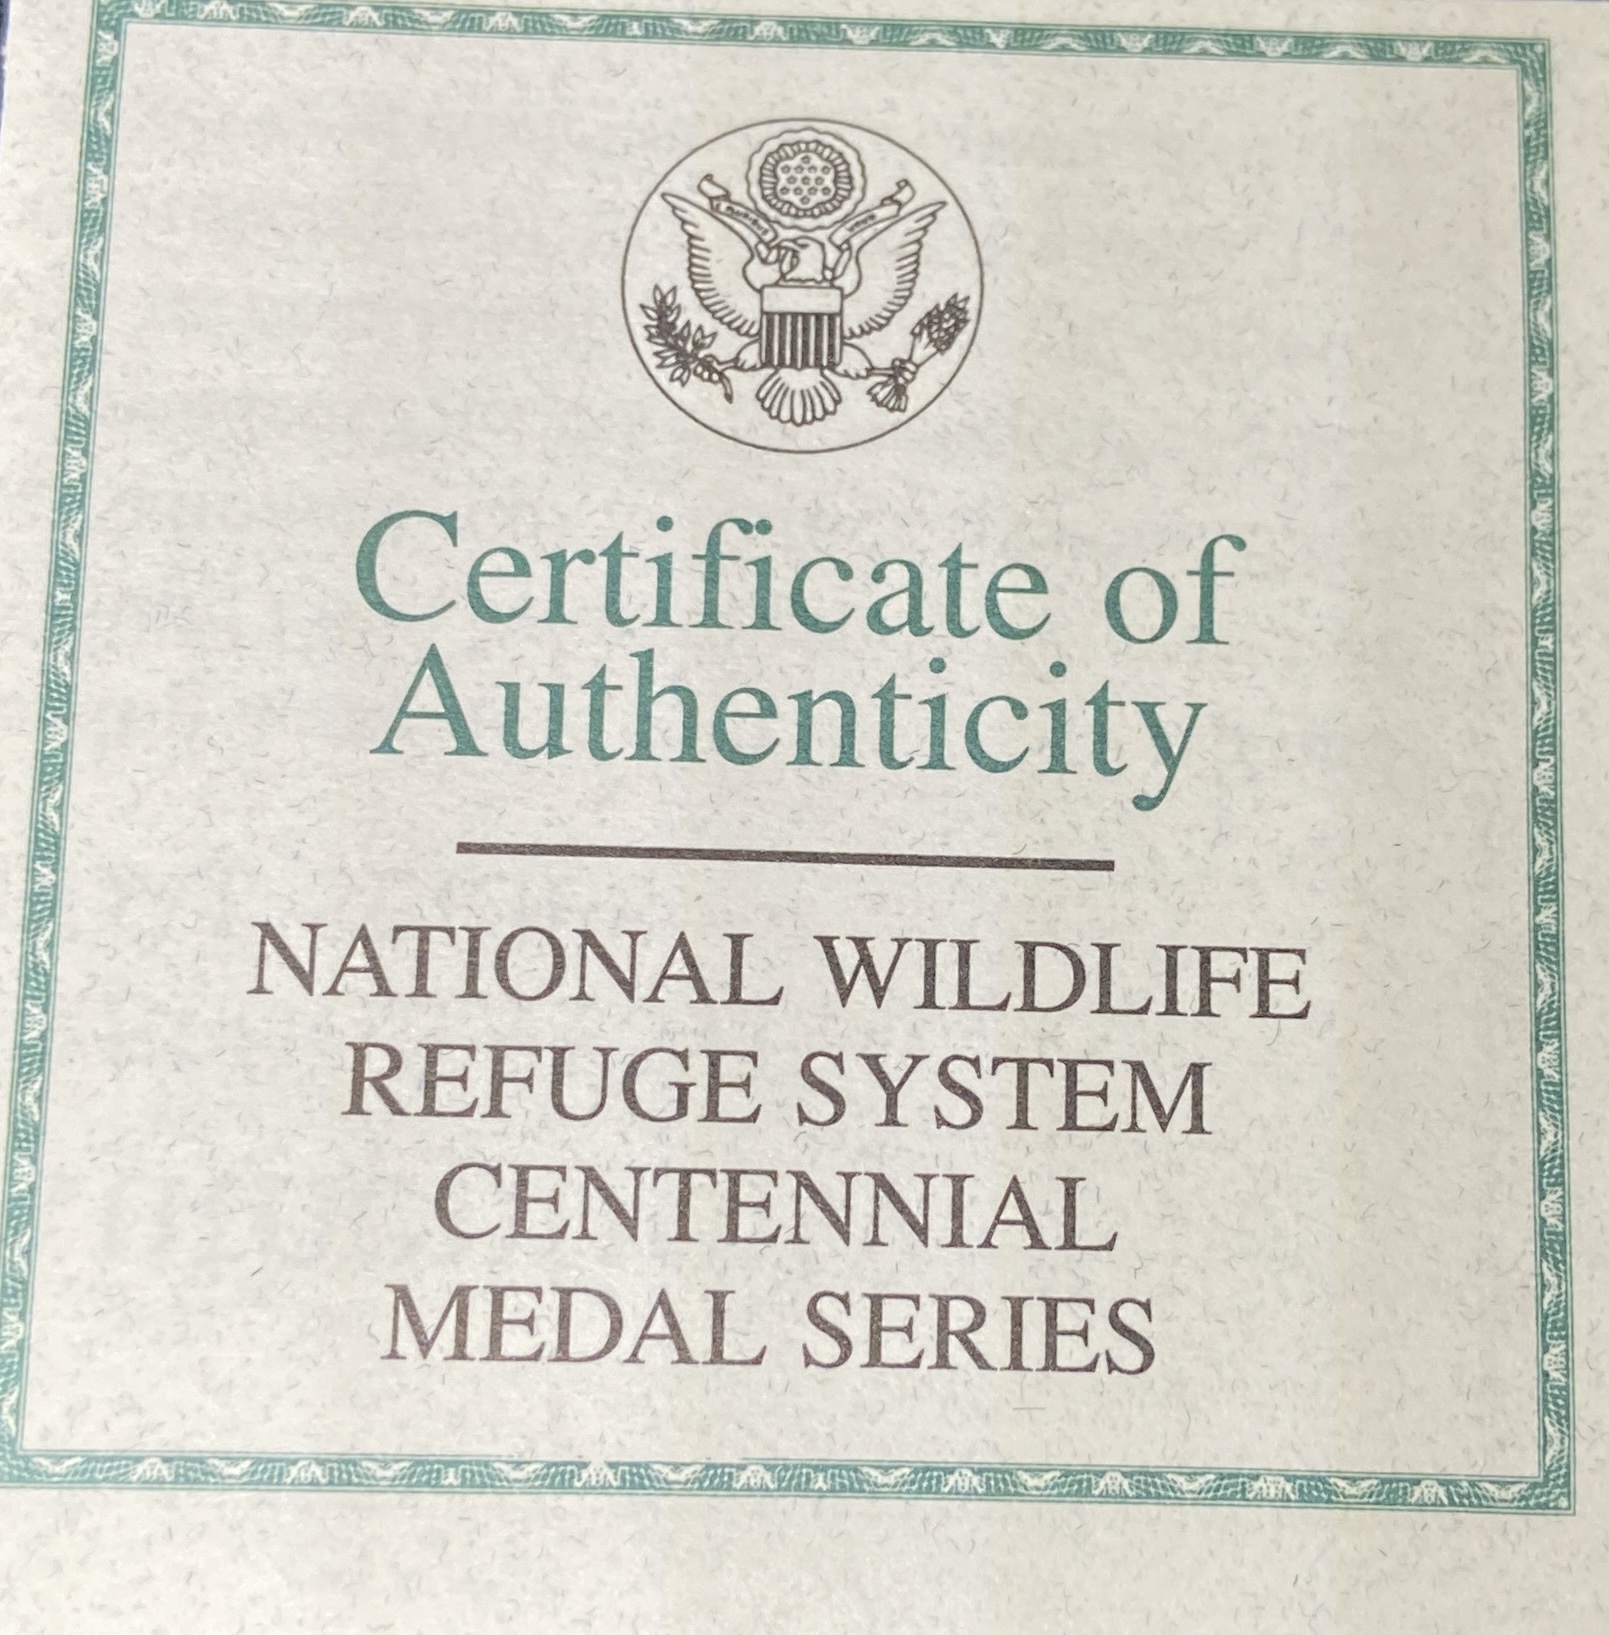 Certificate of
Authenticity
NATIONAL WILDLIFE
REFUGE SYSTEM
CENTENNIAL
MEDAL SERIES